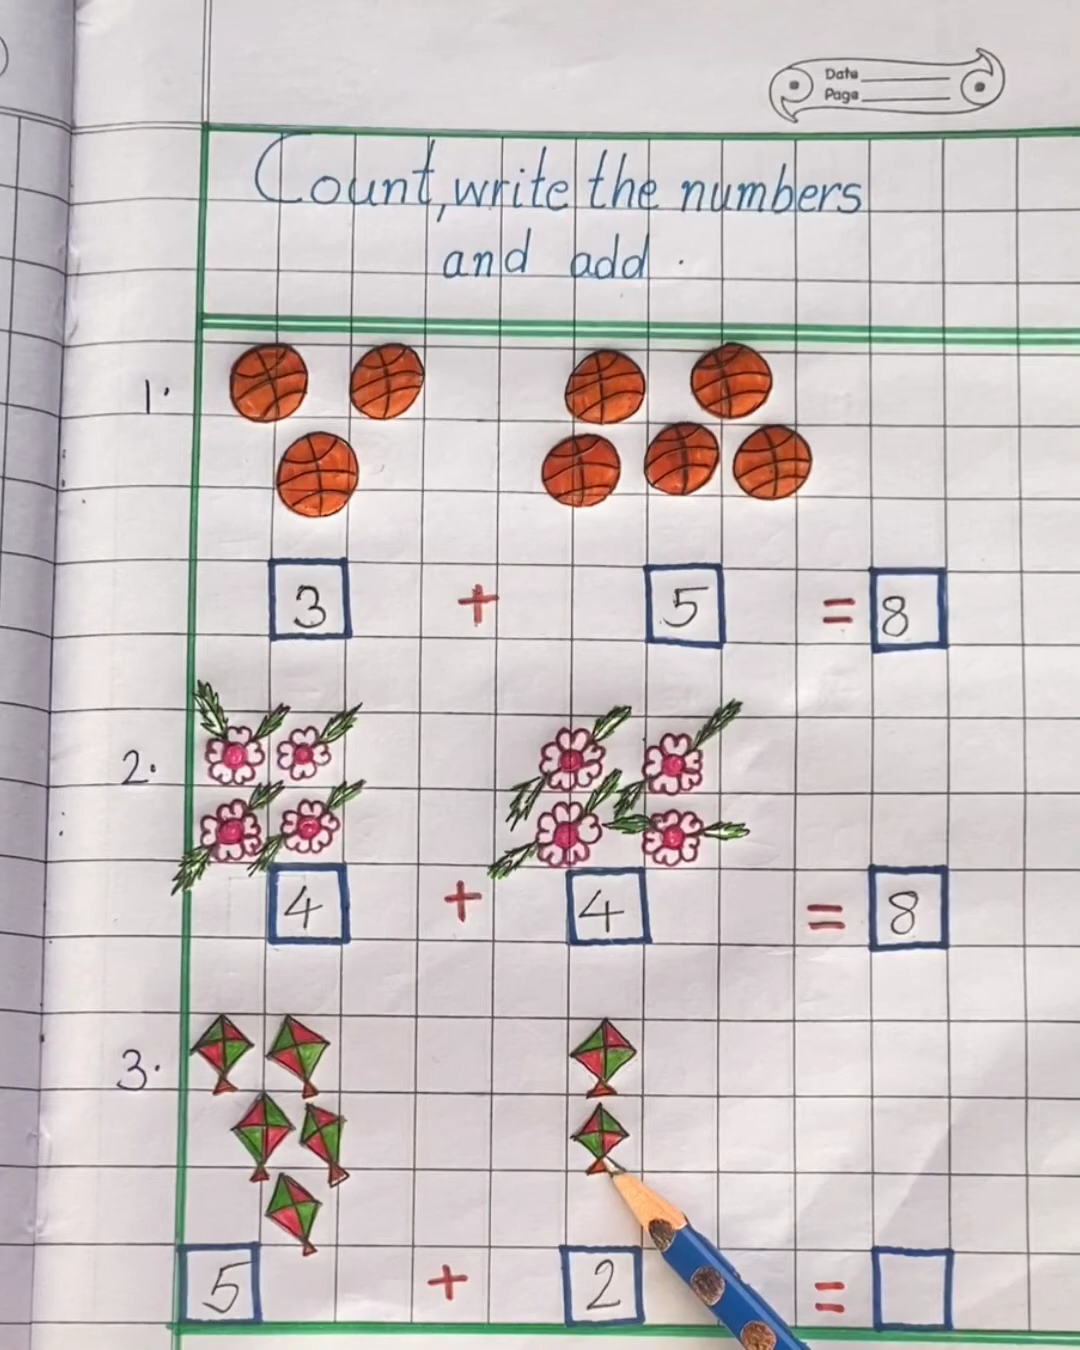 Date
Page
Count, write the numbers
and add.
1.
3 + 5 = 8
2.
4 + 4 = 8
3.
5 + 2 =